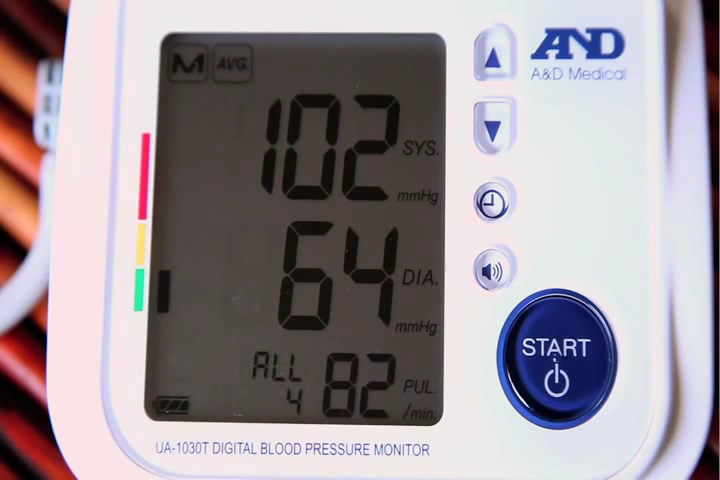 M AVG.
102 SYS.
mmHg
64 DIA.
mmHg
ALL
4
82 PUL.
/min.
AND
A&D Medical
START
UA-1030T DIGITAL BLOOD PRESSURE MONITOR